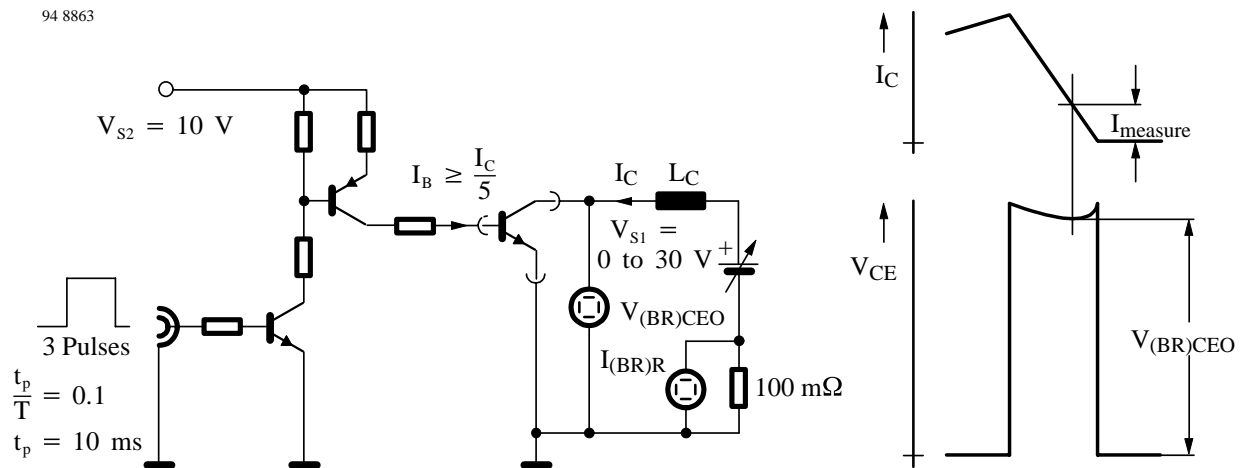 94 8863
V_S2 = 10 V
I_B ≥ I_C/5
I_C
L_C
V_S1 =
0 to 30 V
+
V_(BR)CEO
I_(BR)R
100 mΩ
3 Pulses
t_p/T = 0.1
t_p = 10 ms
I_C
I_measure
V_CE
V_(BR)CEO